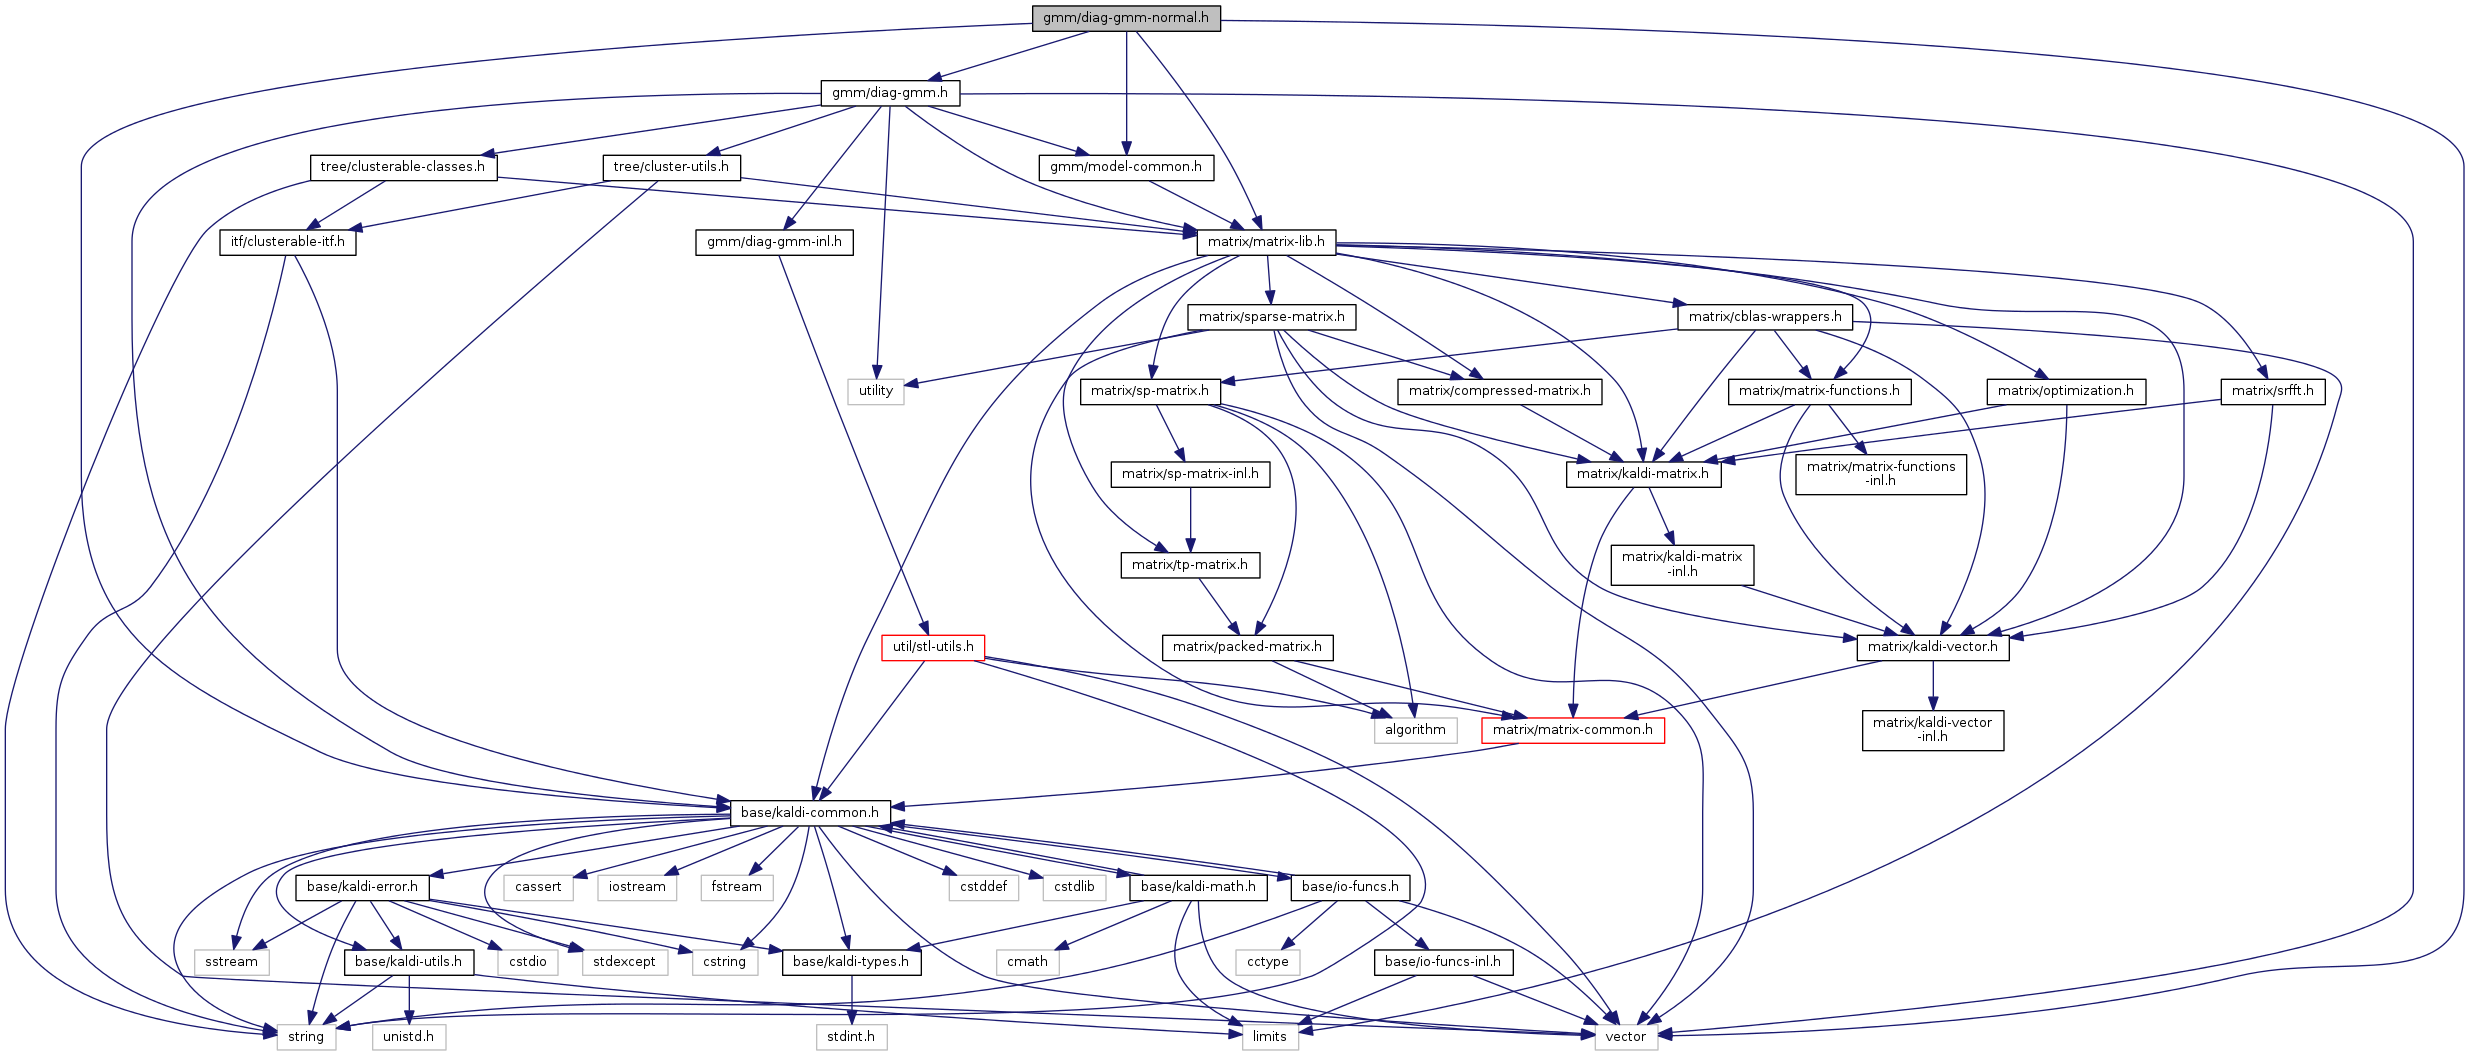 gmm/diag-gmm-normal.h
gmm/diag-gmm.h
tree/clusterable-classes.h
tree/cluster-utils.h
gmm/model-common.h
itf/clusterable-itf.h
gmm/diag-gmm-inl.h
matrix/matrix-lib.h
matrix/sparse-matrix.h
matrix/cblas-wrappers.h
utility
matrix/sp-matrix.h
matrix/compressed-matrix.h
matrix/matrix-functions.h
matrix/optimization.h
matrix/srfft.h
matrix/sp-matrix-inl.h
matrix/kaldi-matrix.h
matrix/matrix-functions
-inl.h
matrix/tp-matrix.h
matrix/kaldi-matrix
-inl.h
util/stl-utils.h
matrix/packed-matrix.h
matrix/kaldi-vector.h
algorithm
matrix/matrix-common.h
matrix/kaldi-vector
-inl.h
base/kaldi-common.h
base/kaldi-error.h
cassert
iostream
fstream
cstddef
cstdlib
base/kaldi-math.h
base/io-funcs.h
sstream
base/kaldi-utils.h
cstdio
stdexcept
cstring
base/kaldi-types.h
cmath
cctype
base/io-funcs-inl.h
string
unistd.h
stdint.h
limits
vector